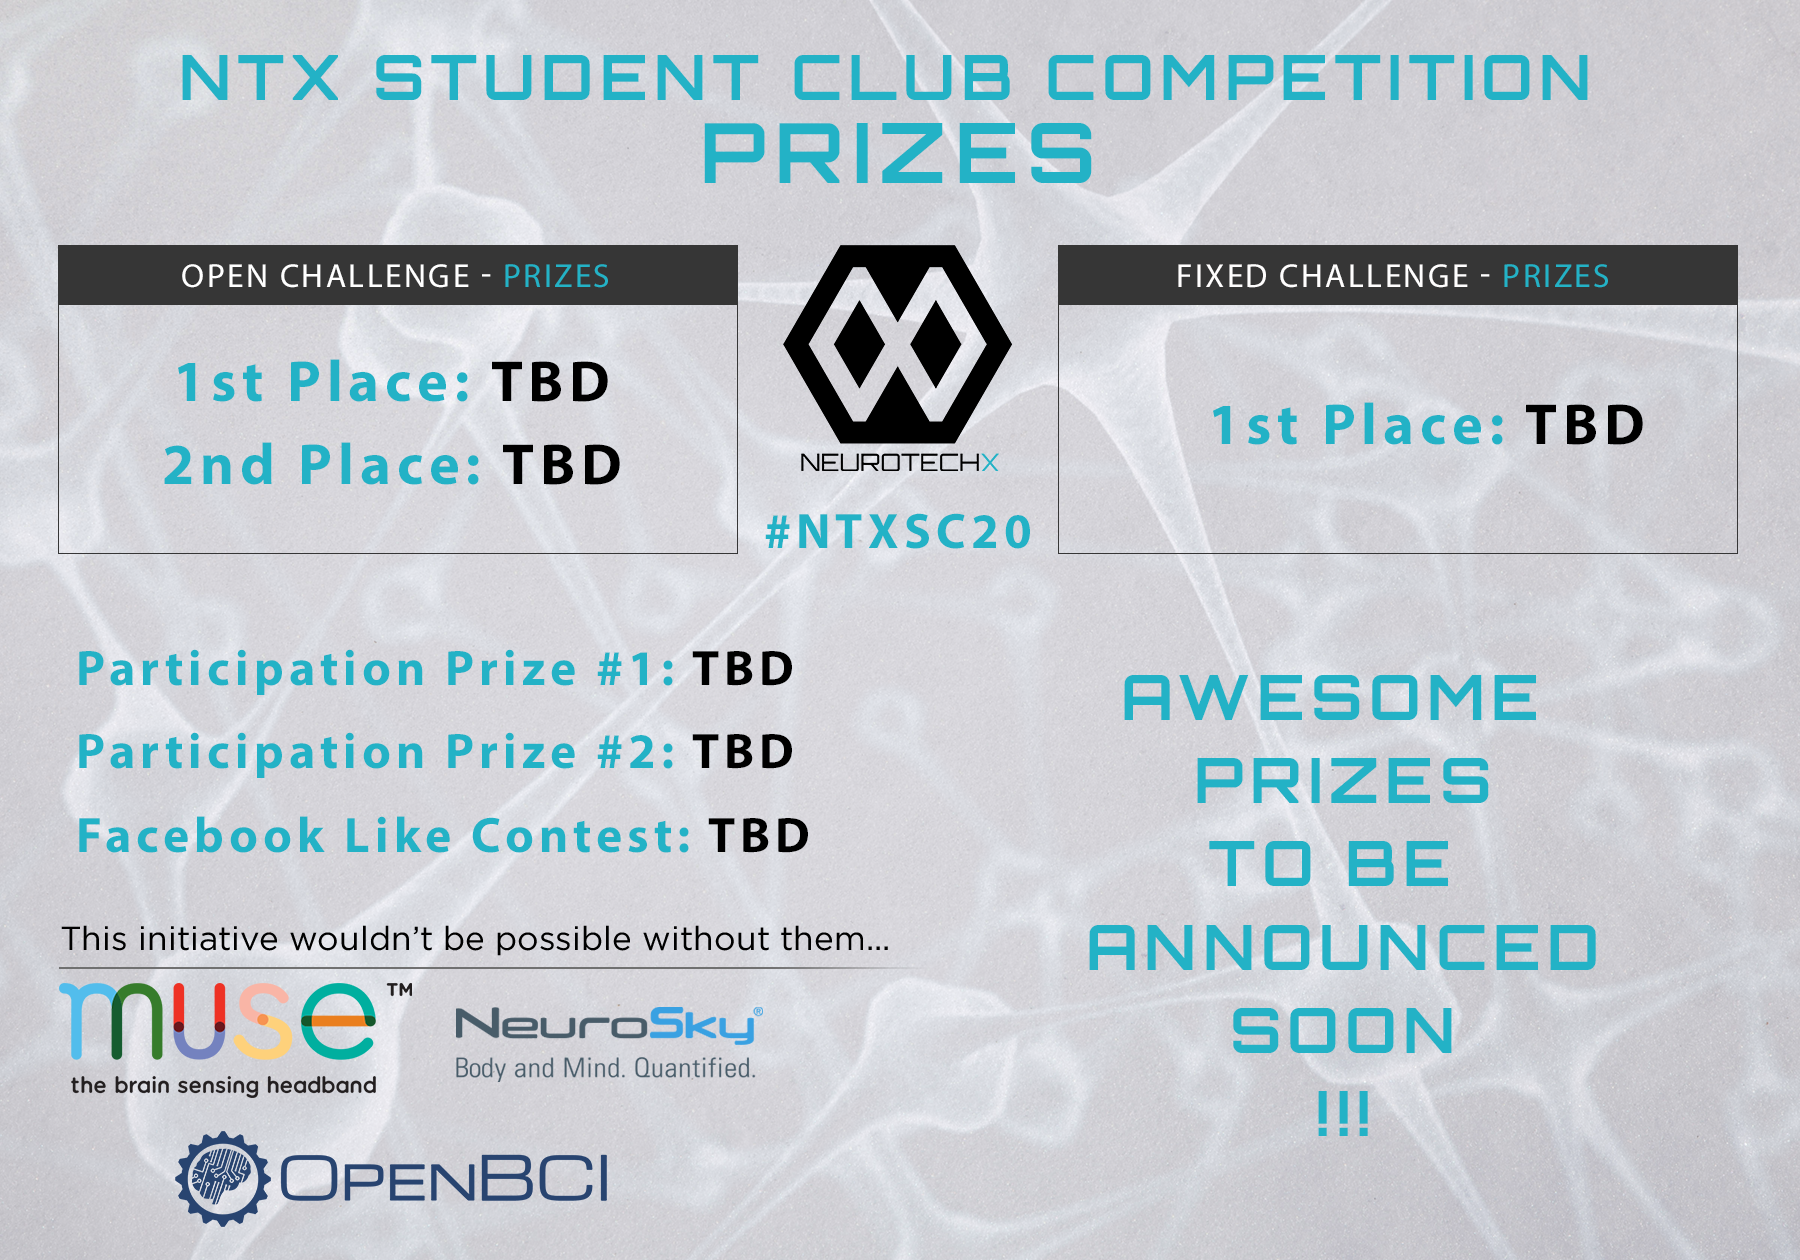 NTX STUDENT CLUB COMPETITION
PRIZES
OPEN CHALLENGE - PRIZES
1st Place: TBD
2nd Place: TBD
NEUROTECHX
#NTXSC20
FIXED CHALLENGE - PRIZES
1st Place: TBD
Participation Prize #1: TBD
Participation Prize #2: TBD
Facebook Like Contest: TBD
AWESOME
PRIZES
TO BE
ANNOUNCED
SOON
!!!
This initiative wouldn't be possible without them...
muse™
the brain sensing headband
NeuroSky®
Body and Mind. Quantified.
OPENBCI